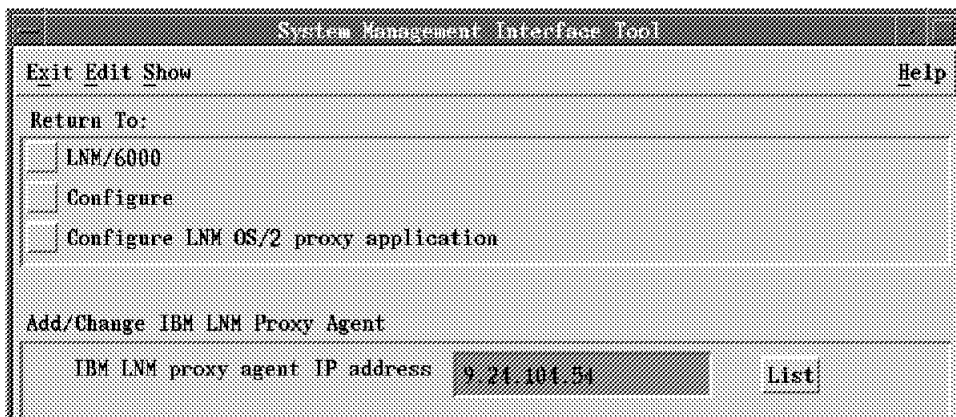 System Management Interface Tool
Exit Edit Show Help
Return To:
LNM/6000
Configure
Configure LNM OS/2 proxy application
Add/Change IBM LNM Proxy Agent
IBM LNM proxy agent IP address 9.24.104.54 List